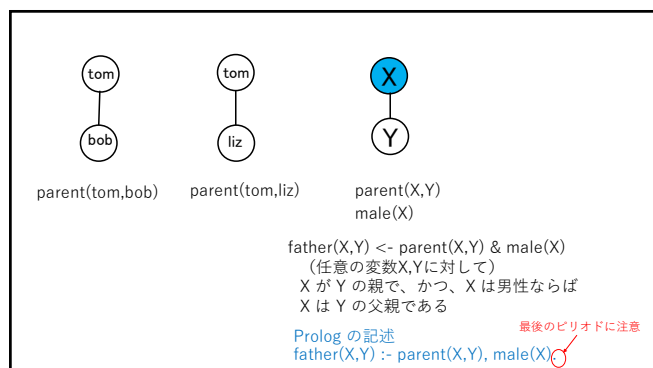 tom
bob
parent(tom,bob)
tom
liz
parent(tom,liz)
X
Y
parent(X,Y)
male(X)
father(X,Y) <- parent(X,Y) & male(X)
（任意の変数X,Yに対して）
X が Y の親で、かつ、X は男性ならば
X は Y の父親である
最後のピリオドに注意
Prolog の記述
father(X,Y) :- parent(X,Y), male(X).